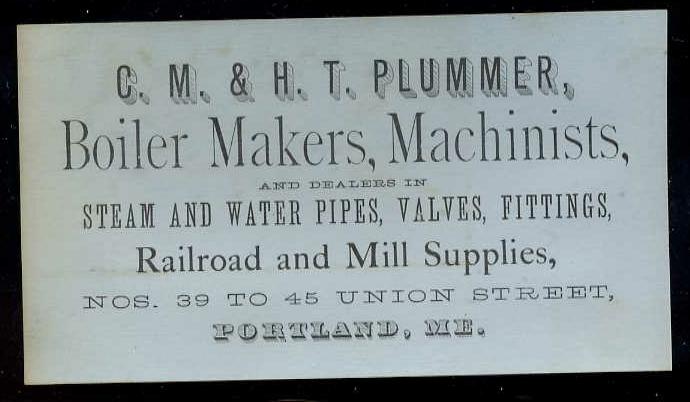 C. M. & H. T. PLUMMER,
Boiler Makers, Machinists,
AND DEALERS IN
STEAM AND WATER PIPES, VALVES, FITTINGS,
Railroad and Mill Supplies,
NOS. 39 TO 45 UNION STREET,
PORTLAND, ME.